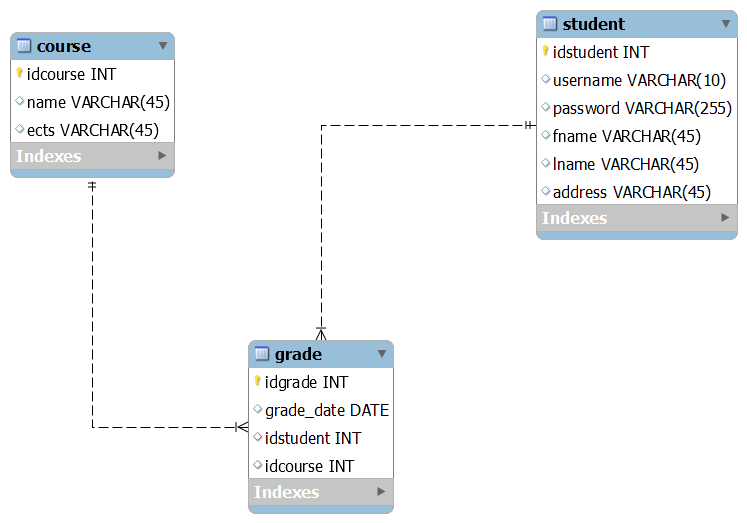 course
idcourse INT
name VARCHAR(45)
ects VARCHAR(45)
Indexes
student
idstudent INT
username VARCHAR(10)
password VARCHAR(255)
fname VARCHAR(45)
lname VARCHAR(45)
address VARCHAR(45)
Indexes
grade
idgrade INT
grade_date DATE
idstudent INT
idcourse INT
Indexes